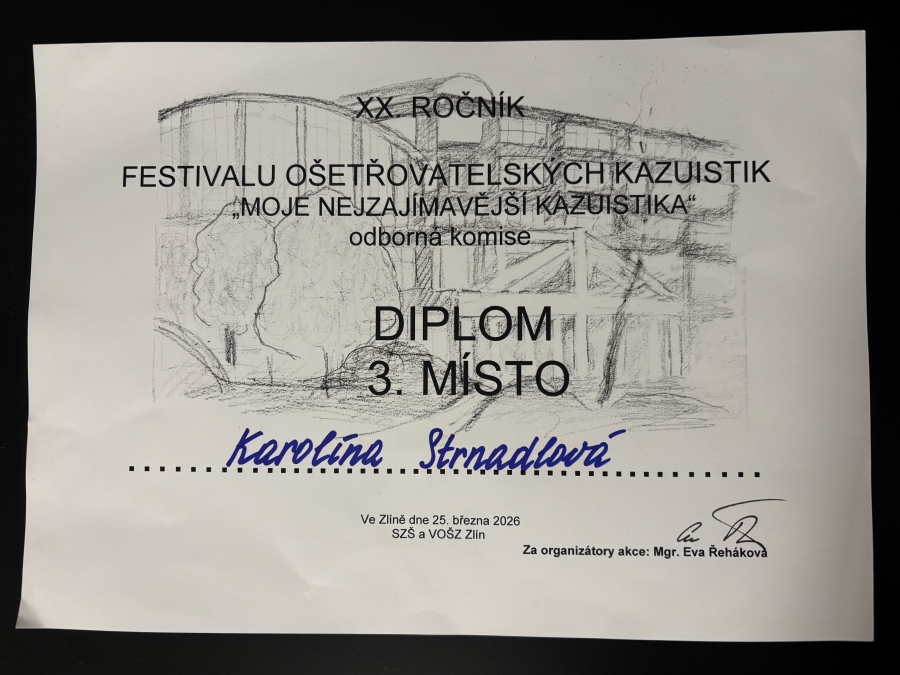 XX. ROČNÍK
FESTIVALU OŠETŘOVATELSKÝCH KAZUISTIK
„MOJE NEJZAJÍMAVĚJŠÍ KAZUISTIKA“
odborná komise
DIPLOM
3. MÍSTO
Karolína Strnadlová
Ve Zlíně dne 25. března 2026
SZŠ a VOŠZ Zlín
Za organizátory akce: Mgr. Eva Řeháková